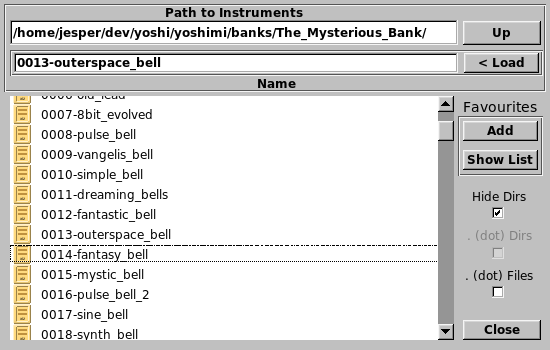 Path to Instruments
/home/jesper/dev/yoshi/yoshimi/banks/The_Mysterious_Bank/
Up
0013-outerspace_bell
< Load
Name
0006-old_lead
0007-8bit_evolved
0008-pulse_bell
0009-vangelis_bell
0010-simple_bell
0011-dreaming_bells
0012-fantastic_bell
0013-outerspace_bell
0014-fantasy_bell
0015-mystic_bell
0016-pulse_bell_2
0017-sine_bell
0018-synth_bell
Favourites
Add
Show List
Hide Dirs
. (dot) Dirs
. (dot) Files
Close